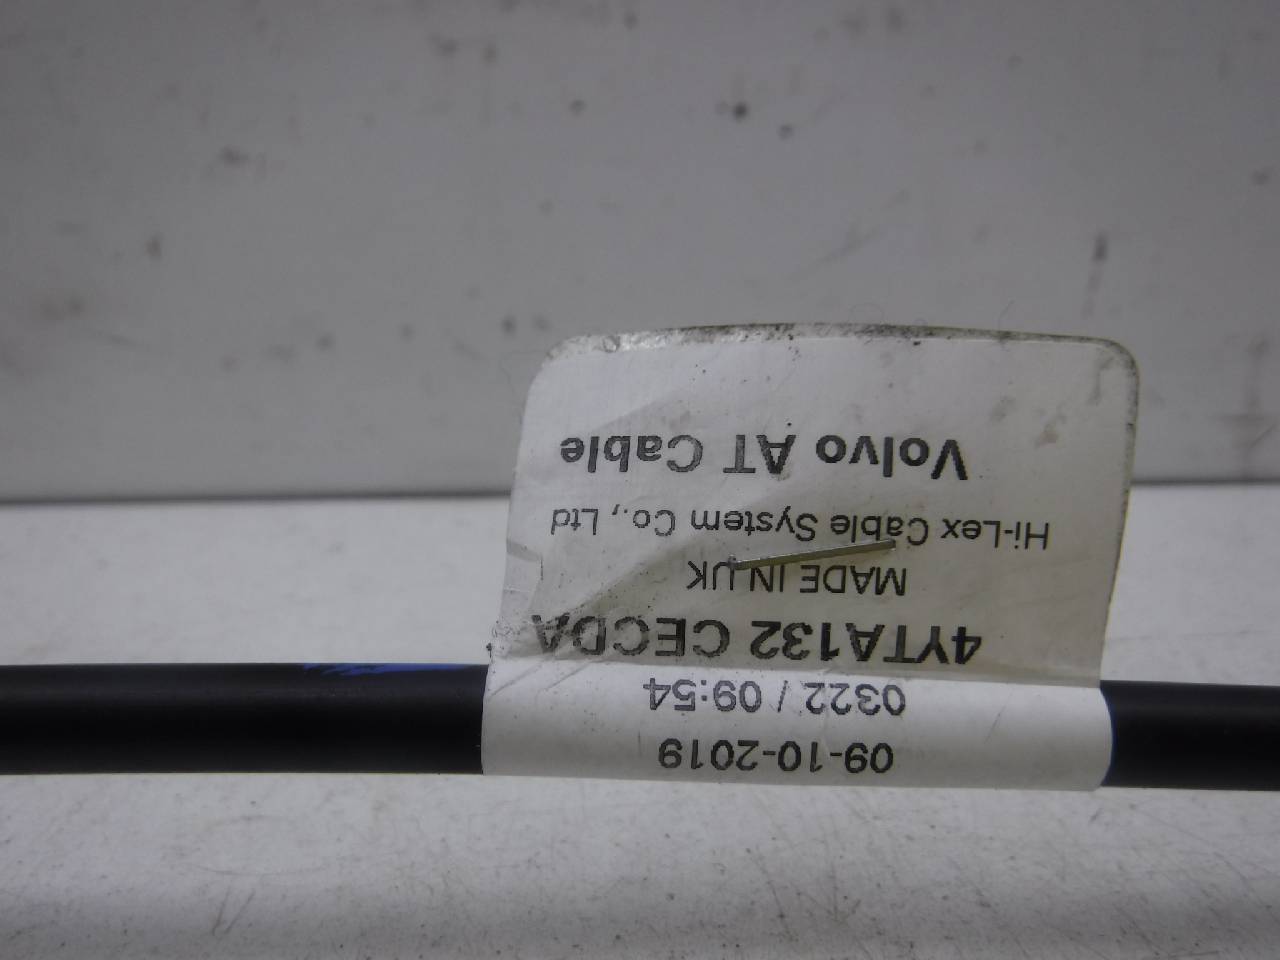 09-10-2019
0322 / 09:54
4YTA132 CECDA
MADE IN UK
Hi-Lex Cable System Co., Ltd
Volvo AT Cable